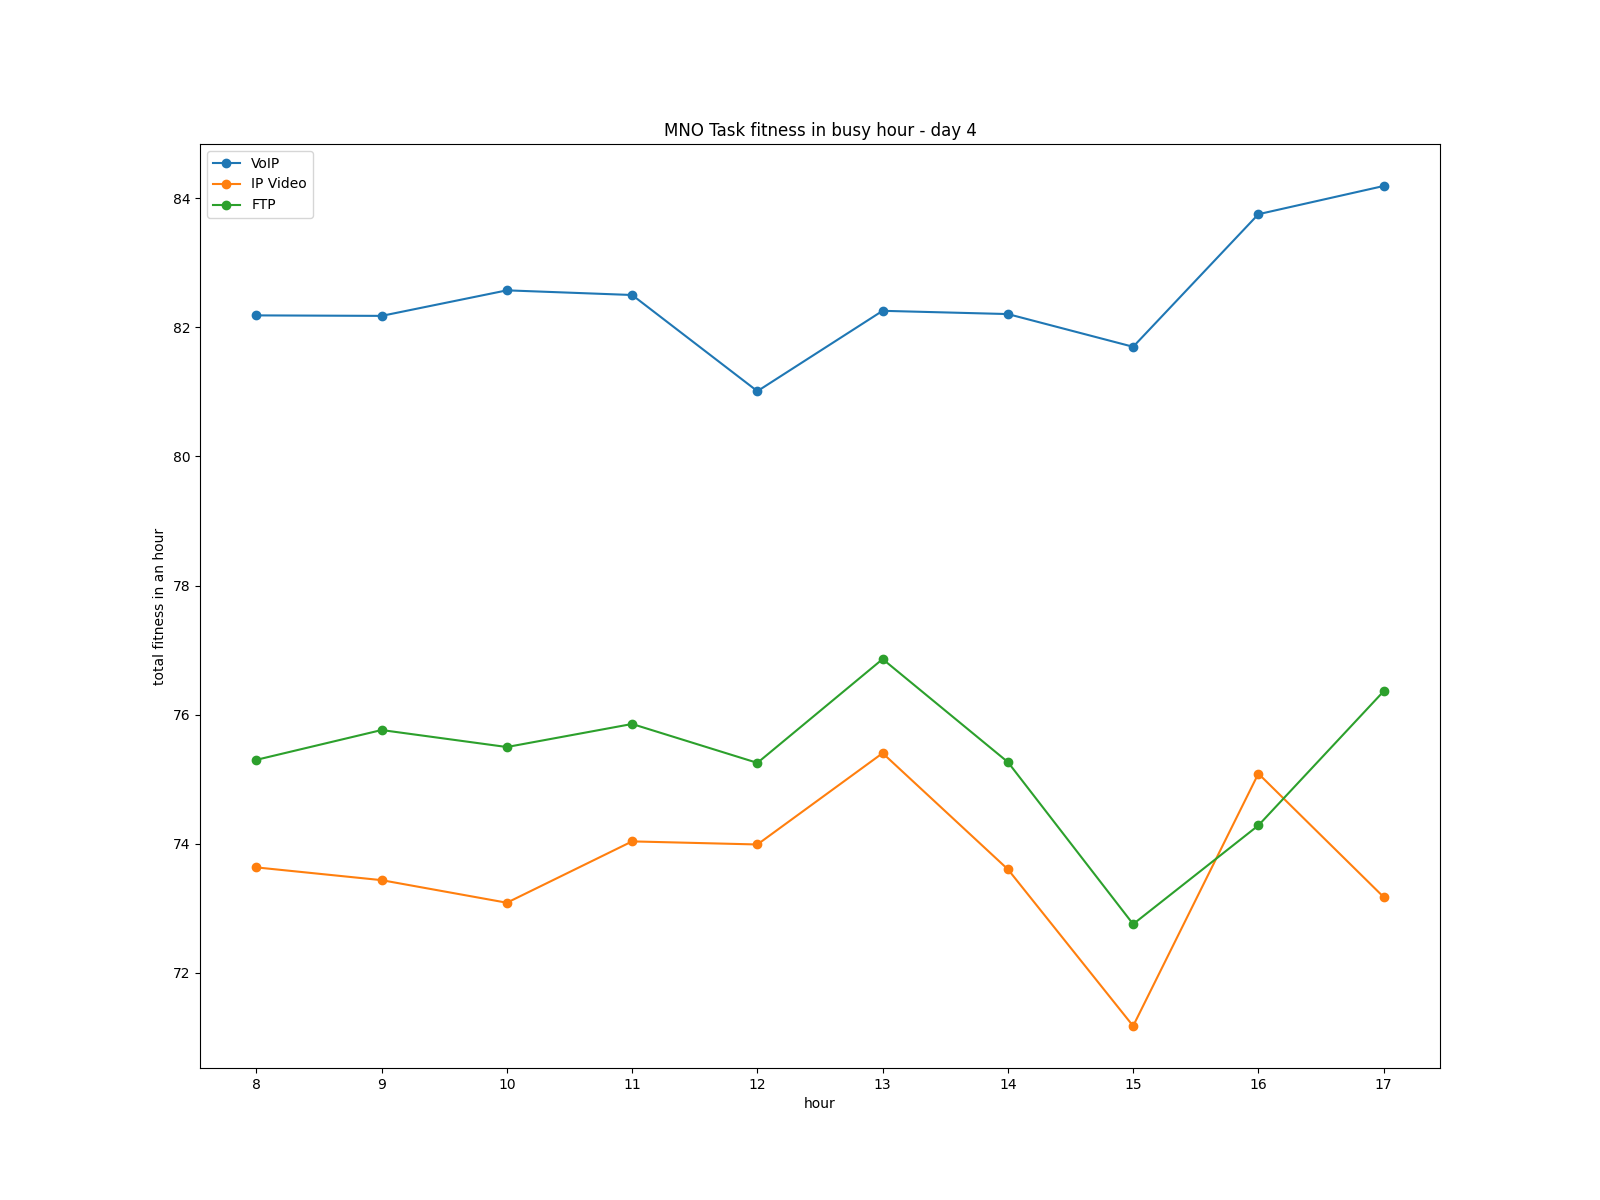 MNO Task fitness in busy hour - day 4
VoIP
IP Video
FTP
84
82
80
78
76
74
72
total fitness in an hour
8 9 10 11 12 13 14 15 16 17
hour